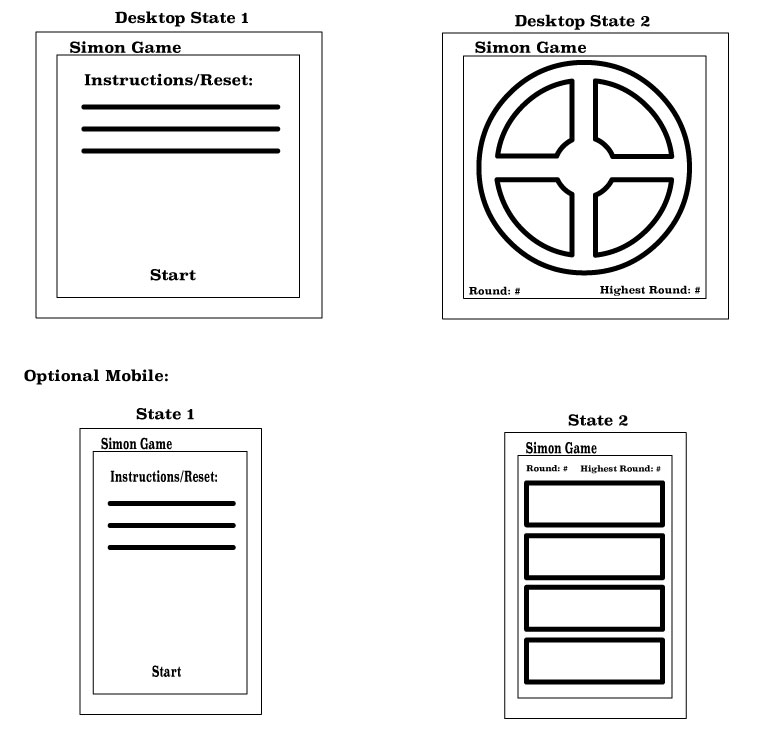 Desktop State 1
Simon Game
Instructions/Reset:
Start
Desktop State 2
Simon Game
Round: #
Highest Round: #
Optional Mobile:
State 1
Simon Game
Instructions/Reset:
Start
State 2
Simon Game
Round: #
Highest Round: #